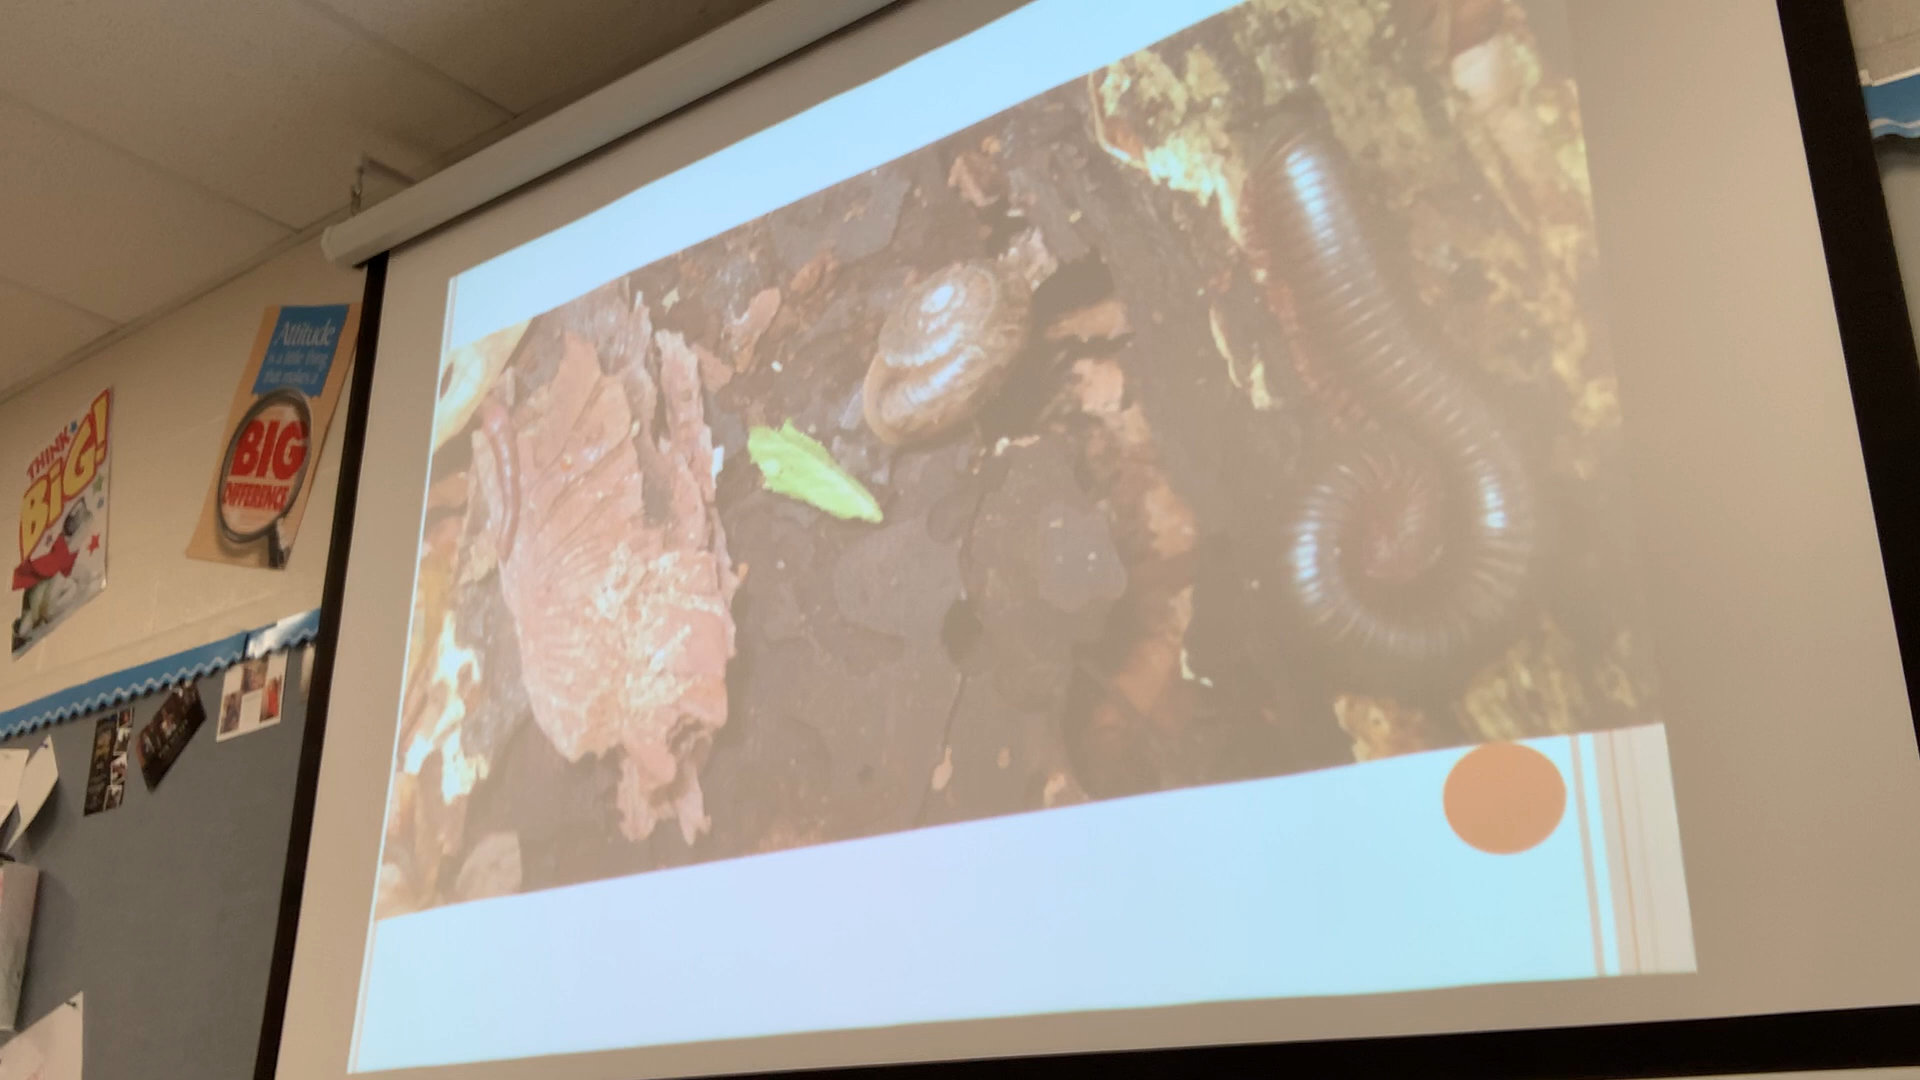 THINK
BIG!
Attitude
is a little thing
that makes a
BIG
DIFFERENCE